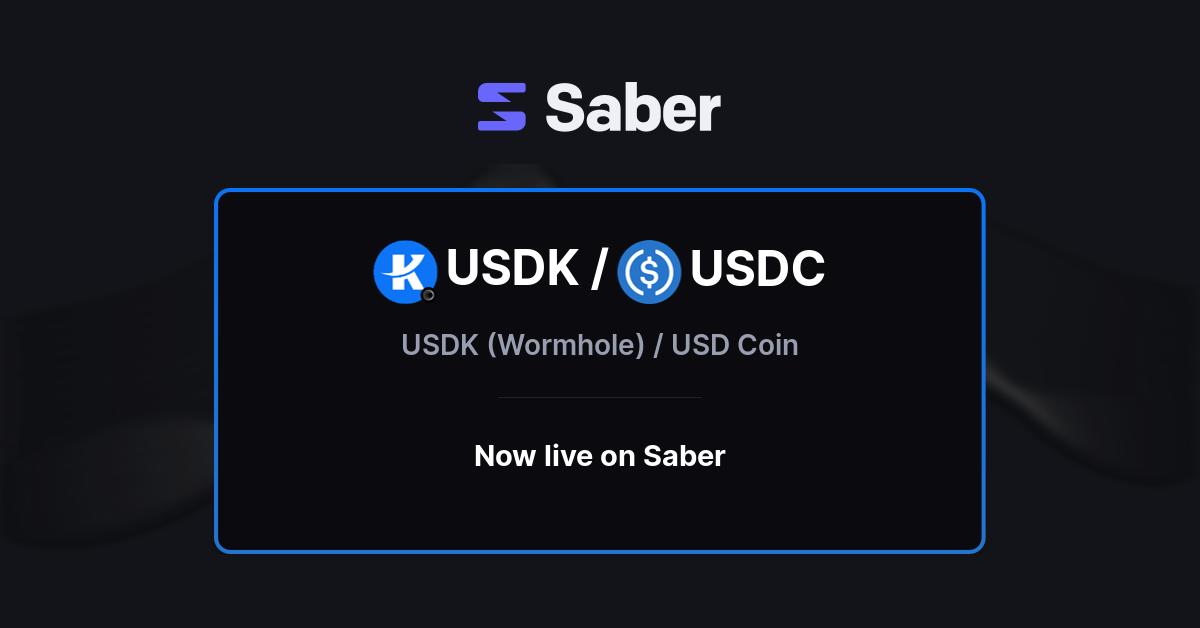 Saber
USDK / USDC
USDK (Wormhole) / USD Coin
Now live on Saber